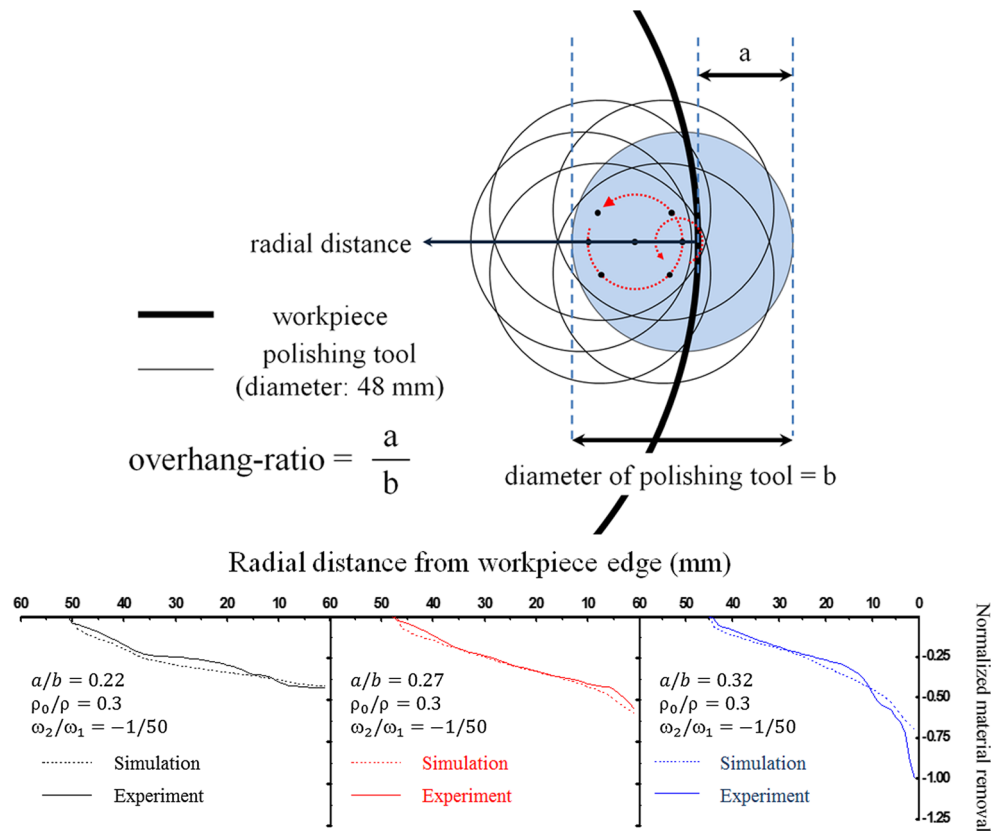 a
radial distance
workpiece
polishing tool
(diameter: 48 mm)
overhang-ratio = a/b
diameter of polishing tool = b
Radial distance from workpiece edge (mm)
60 50 40 30 20 10 60 50 40 30 20 10 60 50 40 30 20 10 0
a/b = 0.22
ρ₀/ρ = 0.3
ω₂/ω₁ = −1/50
Simulation
Experiment
a/b = 0.27
ρ₀/ρ = 0.3
ω₂/ω₁ = −1/50
Simulation
Experiment
a/b = 0.32
ρ₀/ρ = 0.3
ω₂/ω₁ = −1/50
Simulation
Experiment
-0.25
-0.50
-0.75
-1.00
-1.25
Normalized material removal